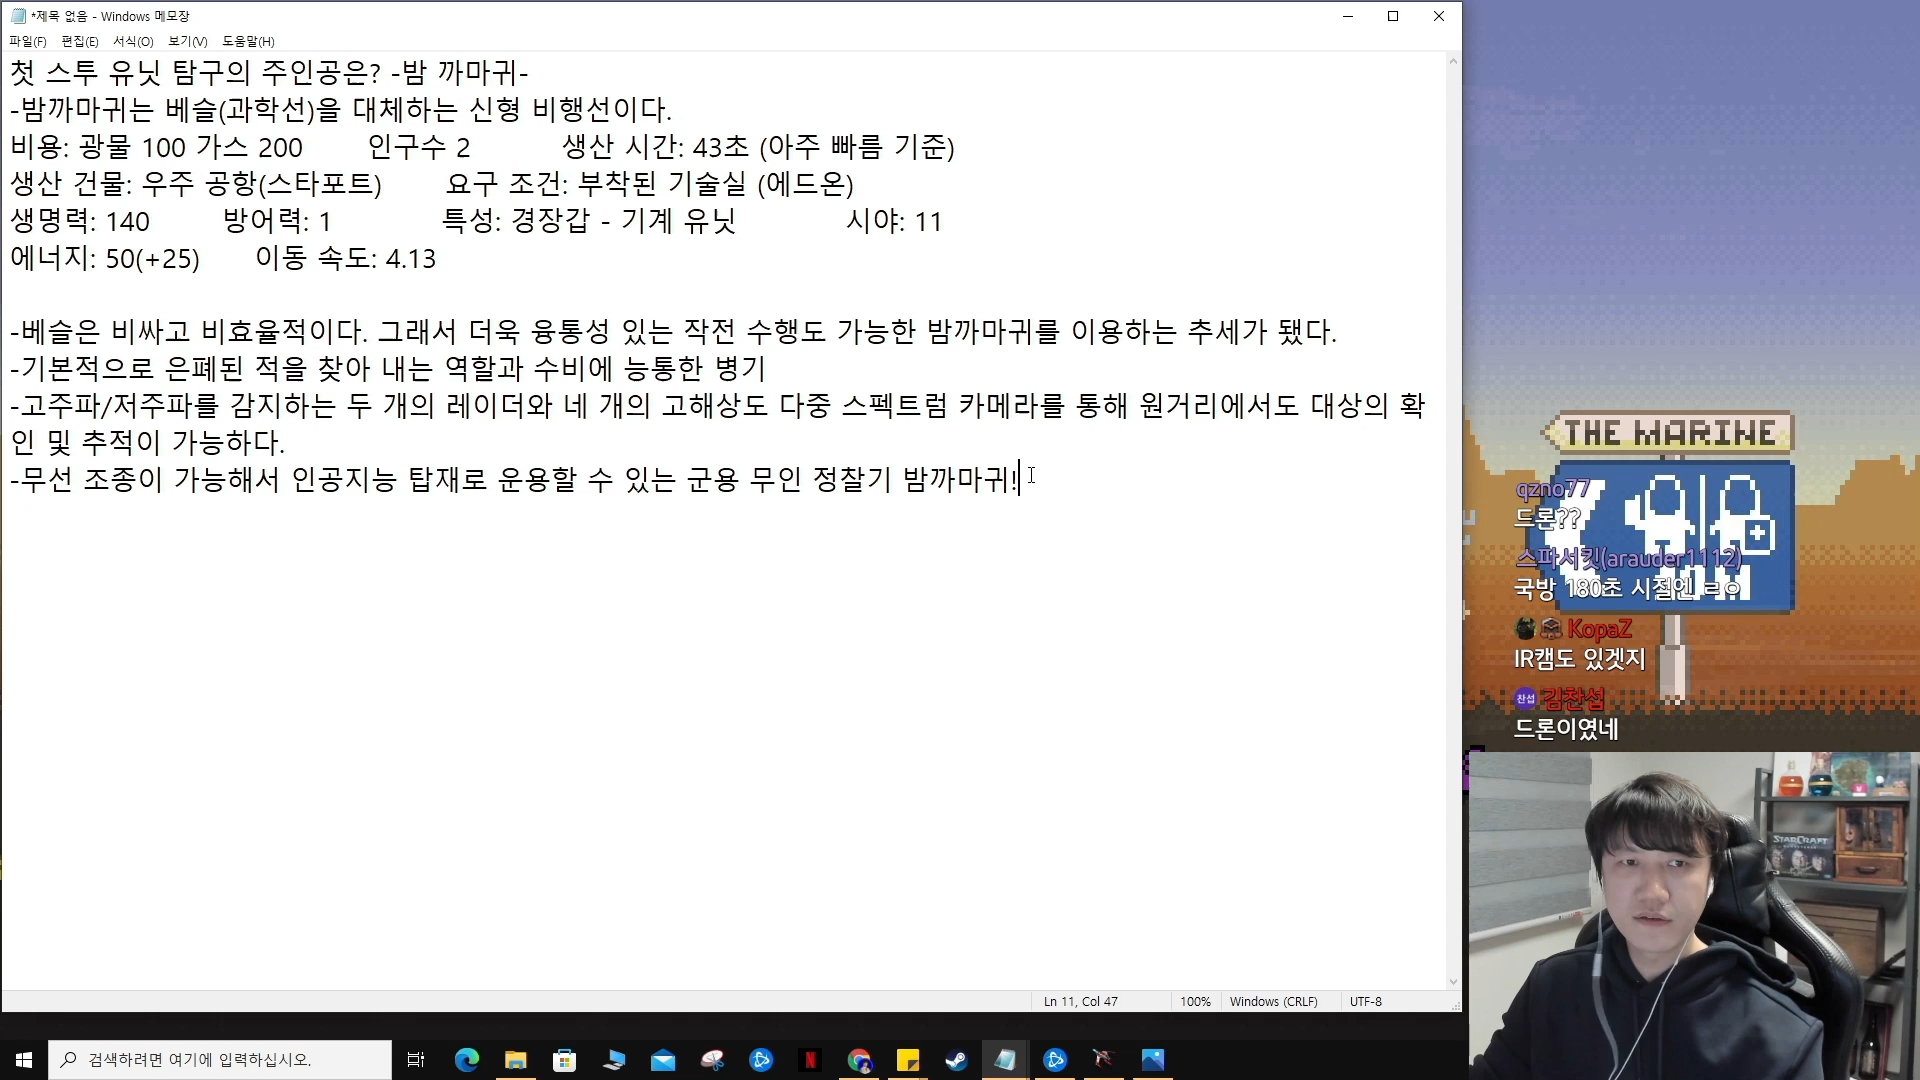 *제목 없음 - Windows 메모장
파일(F) 편집(E) 서식(O) 보기(V) 도움말(H)
첫 스투 유닛 탐구의 주인공은? -밤 까마귀-
-밤까마귀는 베슬(과학선)을 대체하는 신형 비행선이다.
비용: 광물 100 가스 200 인구수 2 생산 시간: 43초 (아주 빠름 기준)
생산 건물: 우주 공항(스타포트) 요구 조건: 부착된 기술실 (에드온)
생명력: 140 방어력: 1 특성: 경장갑 - 기계 유닛 시야: 11
에너지: 50(+25) 이동 속도: 4.13
-베슬은 비싸고 비효율적이다. 그래서 더욱 융통성 있는 작전 수행도 가능한 밤까마귀를 이용하는 추세가 됐다.
-기본적으로 은폐된 적을 찾아 내는 역할과 수비에 능통한 병기
-고주파/저주파를 감지하는 두 개의 레이더와 네 개의 고해상도 다중 스펙트럼 카메라를 통해 원거리에서도 대상의 확
인 및 추적이 가능하다.
-무선 조종이 가능해서 인공지능 탑재로 운용할 수 있는 군용 무인 정찰기 밤까마귀!
Ln 11, Col 47 100% Windows (CRLF) UTF-8
검색하려면 여기에 입력하십시오.
THE MARINE
qzno77
드론??
스파서킷(arauder1112)
국방 180초 시절엔 ㄹㅇ
KopaZ
IR캠도 있겟지
찬섭 김찬섭
드론이였네
STARCRAFT